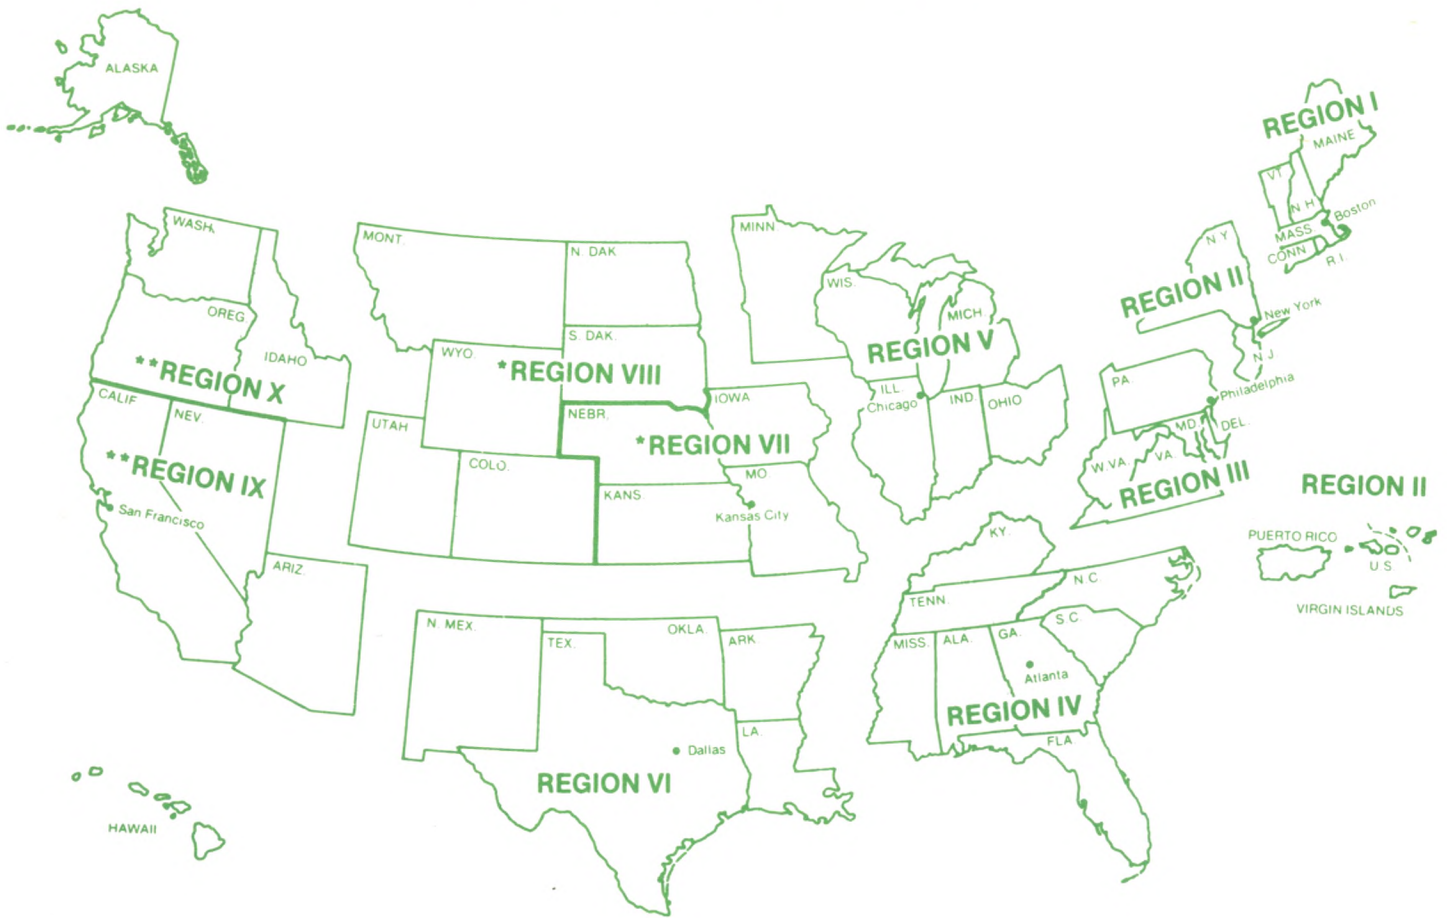 ALASKA
REGION I
MAINE
VT.
N H
Boston
MASS
CONN
R.I.
WASH.
OREG.
IDAHO
**REGION X
MONT.
N. DAK.
S. DAK.
WYO.
*REGION VIII
UTAH
COLO.
MINN.
WIS.
MICH.
REGION V
ILL.
Chicago
IND.
OHIO
N Y
REGION II
New York
N J
PA.
Philadelphia
MD.
DEL.
W.VA.
VA.
REGION III
CALIF
NEV.
**REGION IX
San Francisco
ARIZ.
NEBR.
IOWA
*REGION VII
KANS.
MO.
Kansas City
REGION II
PUERTO RICO
U S
VIRGIN ISLANDS
KY.
TENN.
N C
S C.
MISS.
ALA.
GA.
Atlanta
REGION IV
FLA.
N. MEX.
TEX.
OKLA.
ARK.
LA.
Dallas
REGION VI
HAWAII